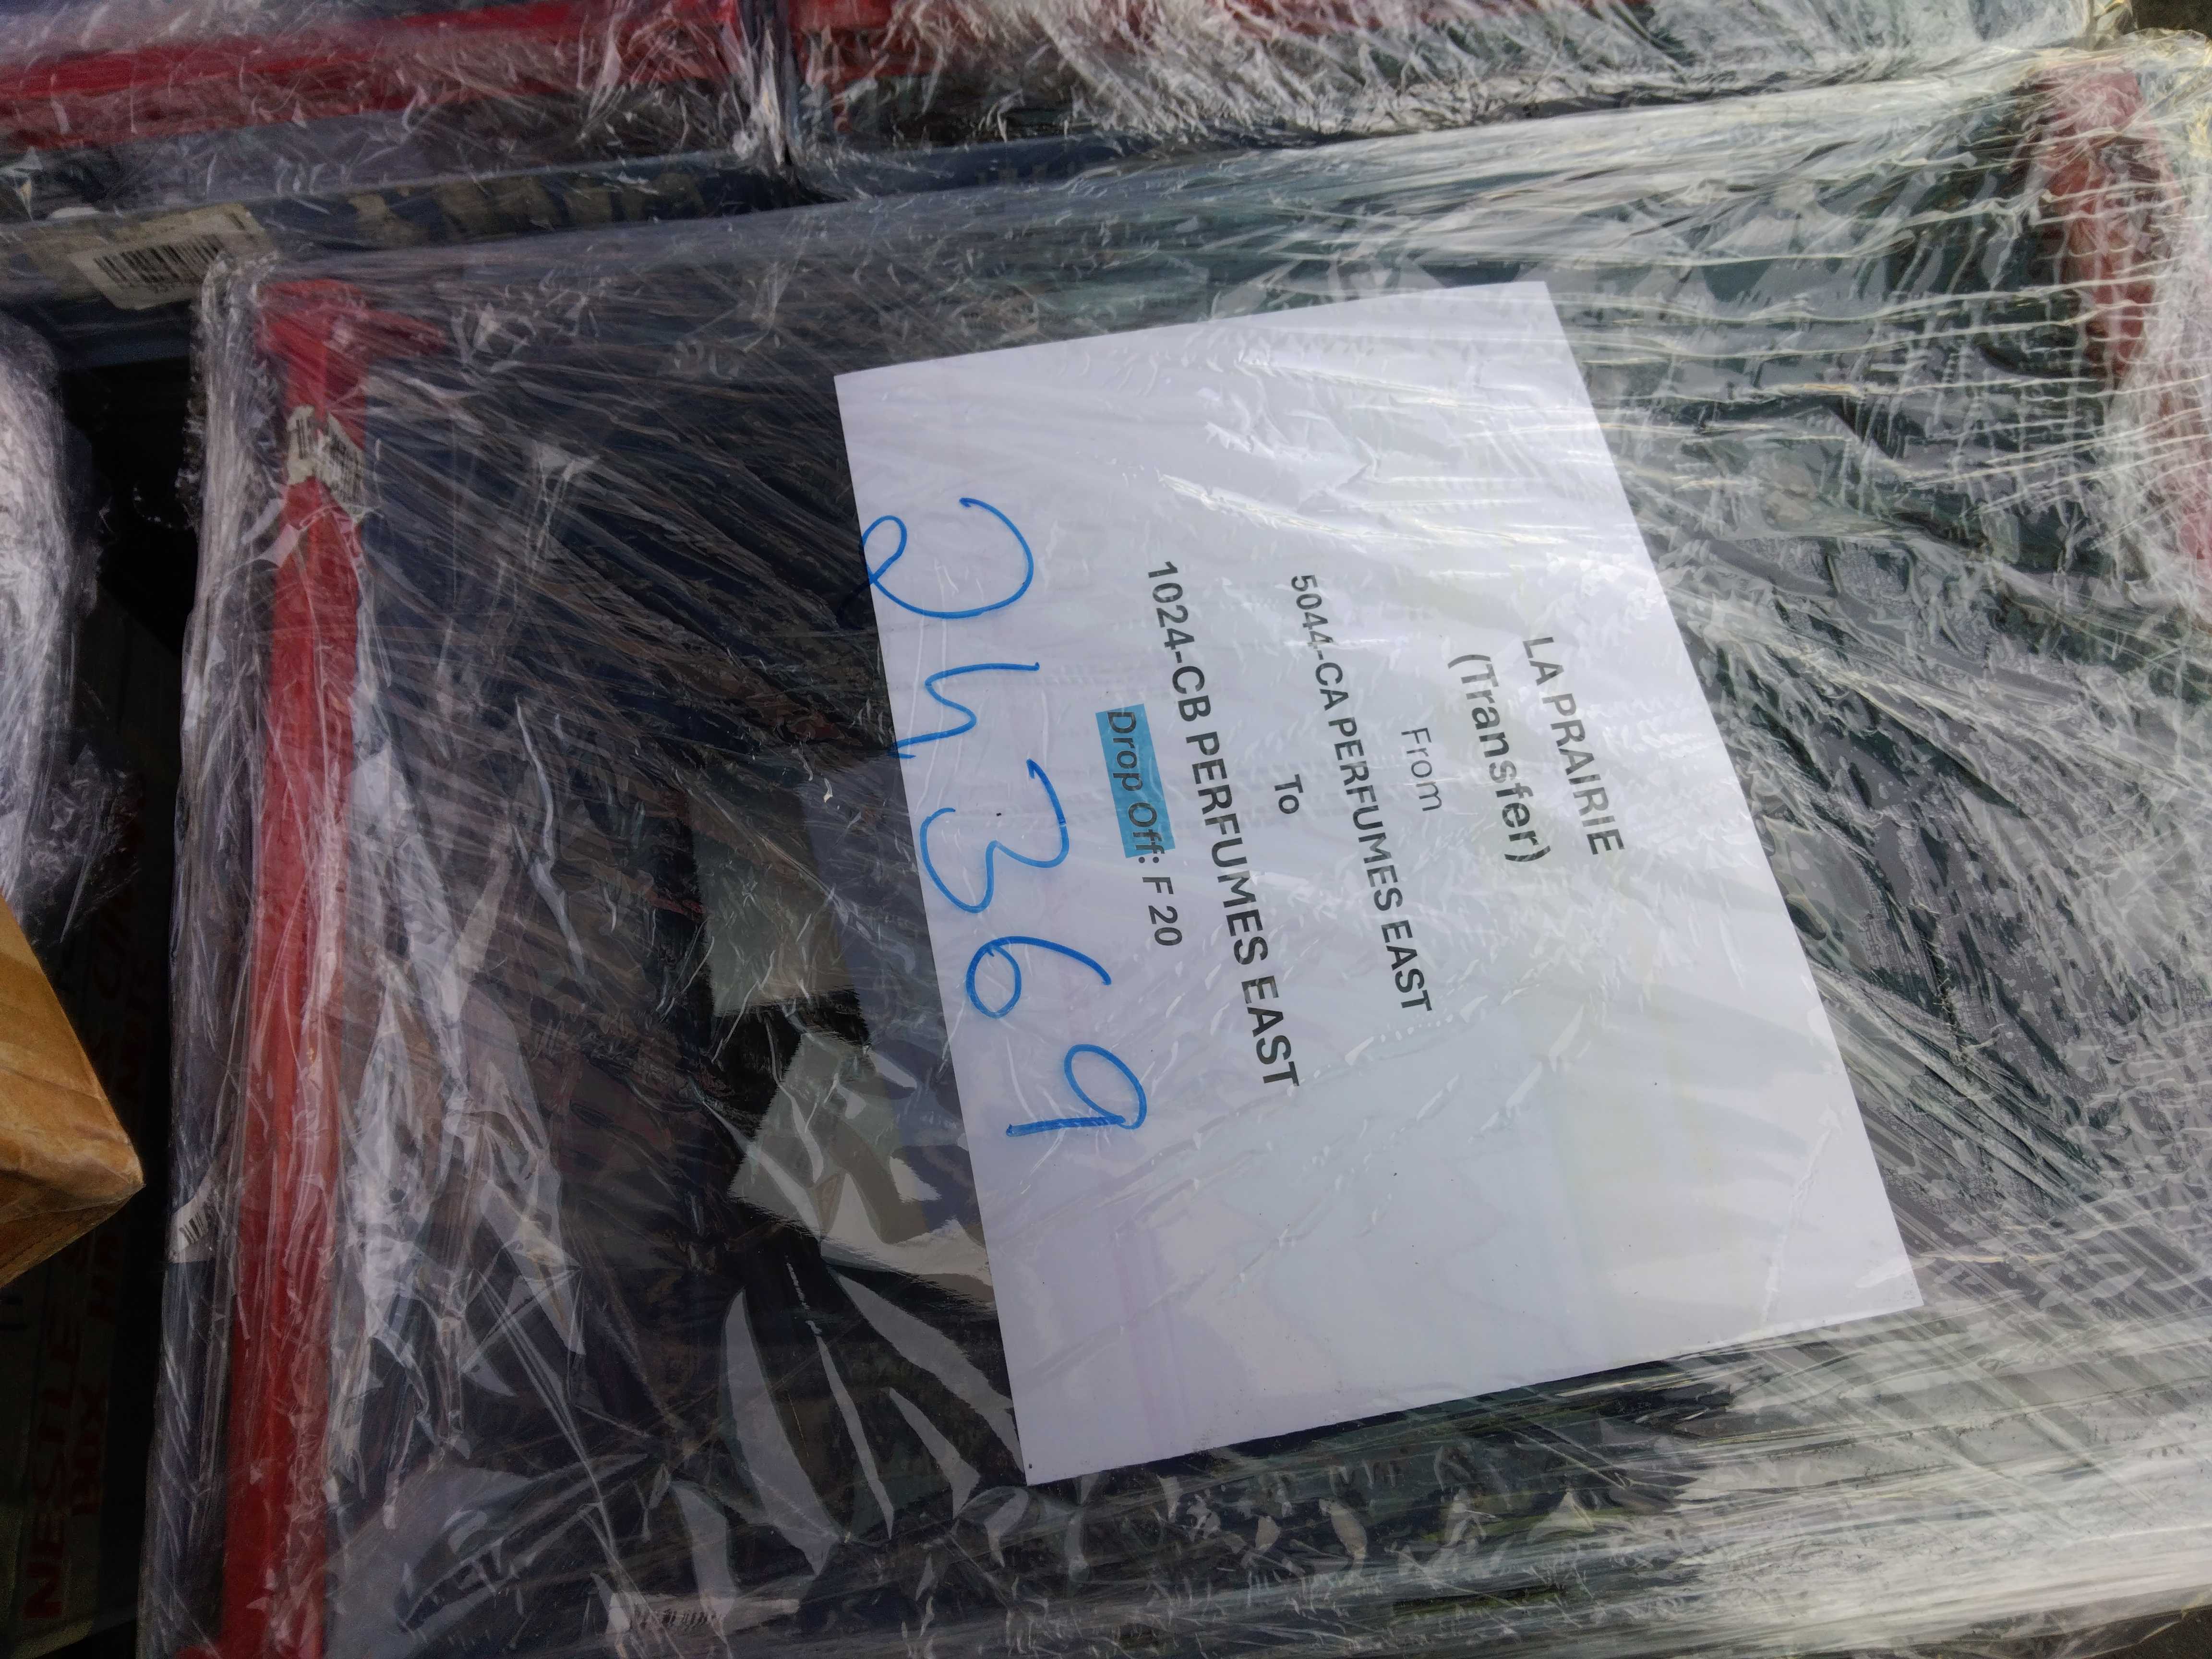 LA PRAIRIE
(Transfer)
From
5044-CA PERFUMES EAST
To
1024-CB PERFUMES EAST
Drop Off: F 20
24369